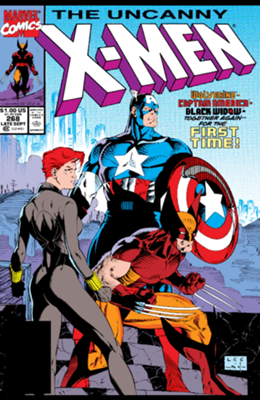 MARVEL
COMICS
THE UNCANNY
X-MEN
$1.00 US
268
LATE SEPT
WOLVERINE--
CAPTAIN AMERICA--
BLACK WIDOW--
TOGETHER AGAIN--
FOR THE
FIRST
TIME!